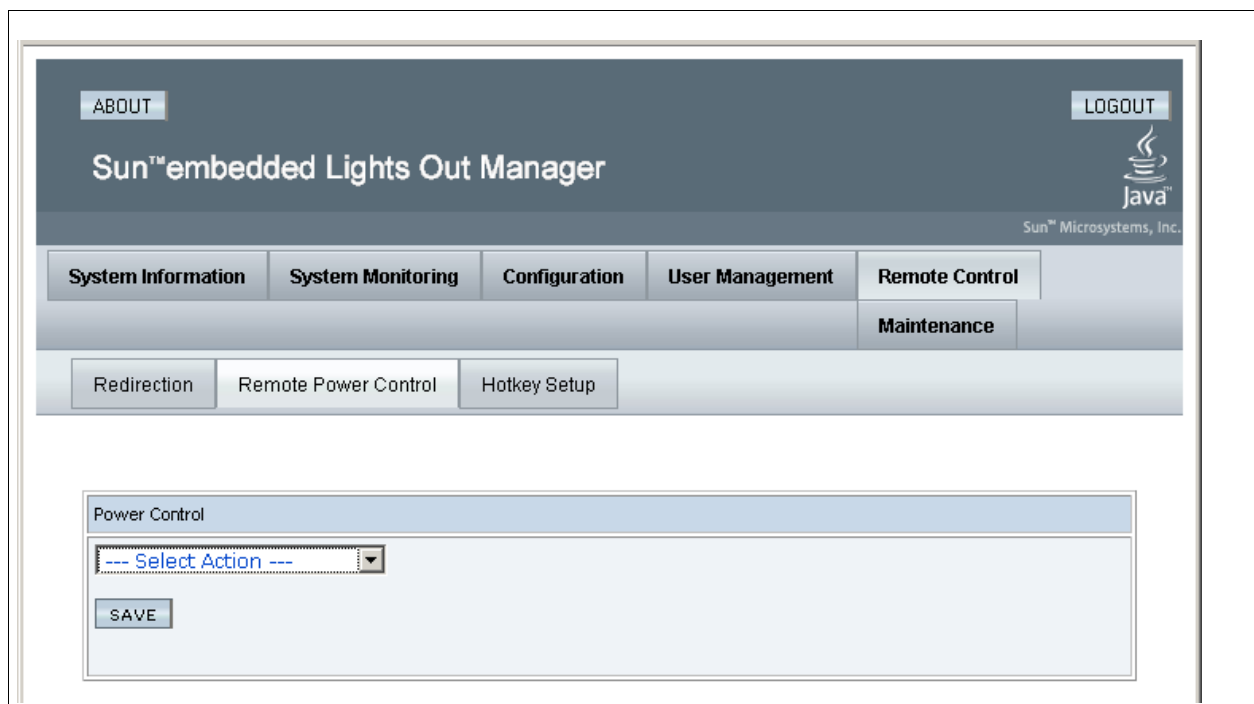 ABOUT
LOGOUT
Sun™embedded Lights Out Manager
Java™
Sun™ Microsystems, Inc.
System Information
System Monitoring
Configuration
User Management
Remote Control
Maintenance
Redirection
Remote Power Control
Hotkey Setup
Power Control
--- Select Action ---
SAVE